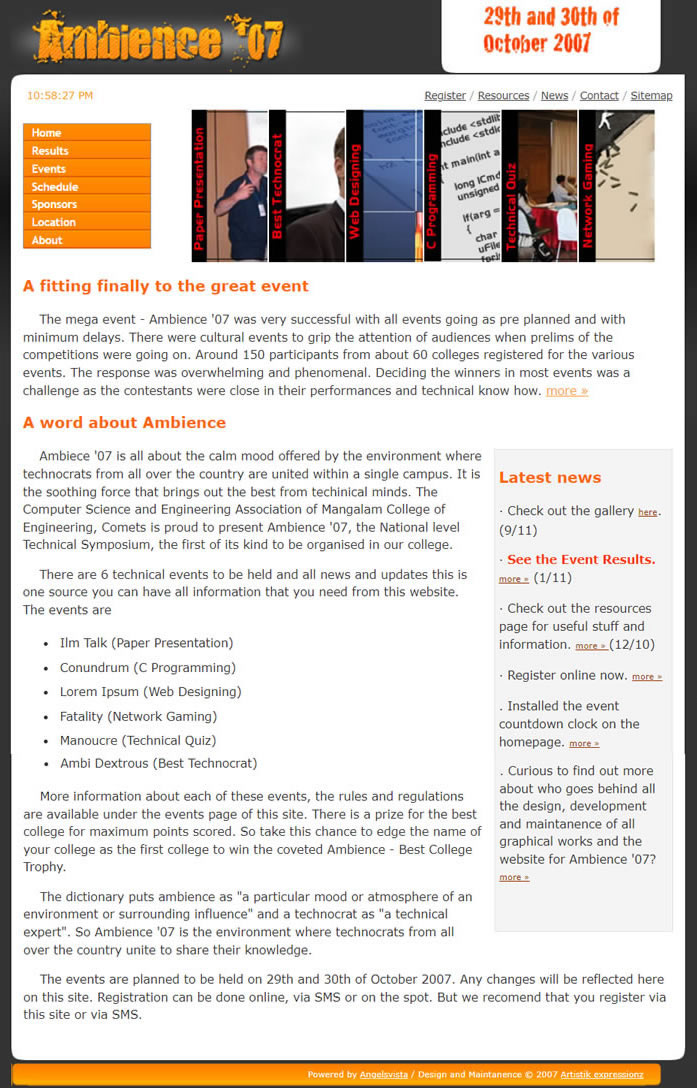 Ambience '07
29th and 30th of
October 2007
10:58:27 PM
Register / Resources / News / Contact / Sitemap
Home
Results
Events
Schedule
Sponsors
Location
About
Paper Presentation
Best Technocrat
Web Designing
C Programming
Technical Quiz
Network Gaming
include <stdlib
include <stdic
nt main(int a
long lCmd
unsigned
if(arg =
{
char
uFile
A fitting finally to the great event
The mega event - Ambience '07 was very successful with all events going as pre planned and with
minimum delays. There were cultural events to grip the attention of audiences when prelims of the
competitions were going on. Around 150 participants from about 60 colleges registered for the various
events. The response was overwhelming and phenomenal. Deciding the winners in most events was a
challenge as the contestants were close in their performances and technical know how. more »
A word about Ambience
Ambiece '07 is all about the calm mood offered by the environment where
technocrats from all over the country are united within a single campus. It is
the soothing force that brings out the best from techinical minds. The
Computer Science and Engineering Association of Mangalam College of
Engineering, Comets is proud to present Ambience '07, the National level
Technical Symposium, the first of its kind to be organised in our college.
There are 6 technical events to be held and all news and updates this is
one source you can have all information that you need from this website.
The events are
• Ilm Talk (Paper Presentation)
• Conundrum (C Programming)
• Lorem Ipsum (Web Designing)
• Fatality (Network Gaming)
• Manoucre (Technical Quiz)
• Ambi Dextrous (Best Technocrat)
More information about each of these events, the rules and regulations
are available under the events page of this site. There is a prize for the best
college for maximum points scored. So take this chance to edge the name of
your college as the first college to win the coveted Ambience - Best College
Trophy.
The dictionary puts ambience as "a particular mood or atmosphere of an
environment or surrounding influence" and a technocrat as "a technical
expert". So Ambience '07 is the environment where technocrats from all
over the country unite to share their knowledge.
Latest news
· Check out the gallery here.
(9/11)
· See the Event Results.
more » (1/11)
· Check out the resources
page for useful stuff and
information. more » (12/10)
· Register online now. more »
. Installed the event
countdown clock on the
homepage. more »
. Curious to find out more
about who goes behind all
the design, development
and maintanence of all
graphical works and the
website for Ambience '07?
more »
The events are planned to be held on 29th and 30th of October 2007. Any changes will be reflected here
on this site. Registration can be done online, via SMS or on the spot. But we recomend that you register via
this site or via SMS.
Powered by Angelsvista / Design and Maintanence © 2007 Artistik expressionz